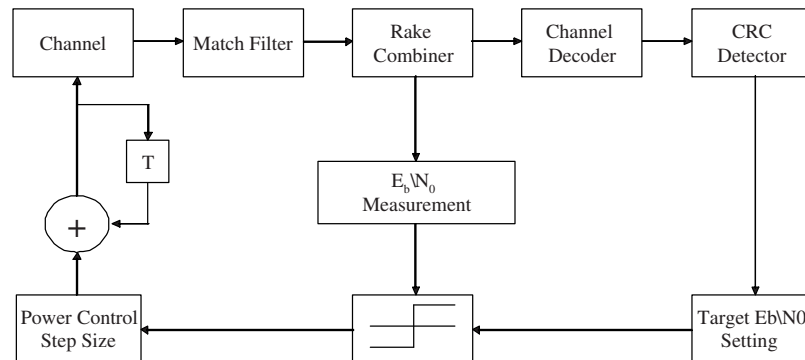 Channel
Match Filter
Rake
Combiner
Channel
Decoder
CRC
Detector
T
E_b\N_0
Measurement
+
Power Control
Step Size
Target Eb\N0
Setting